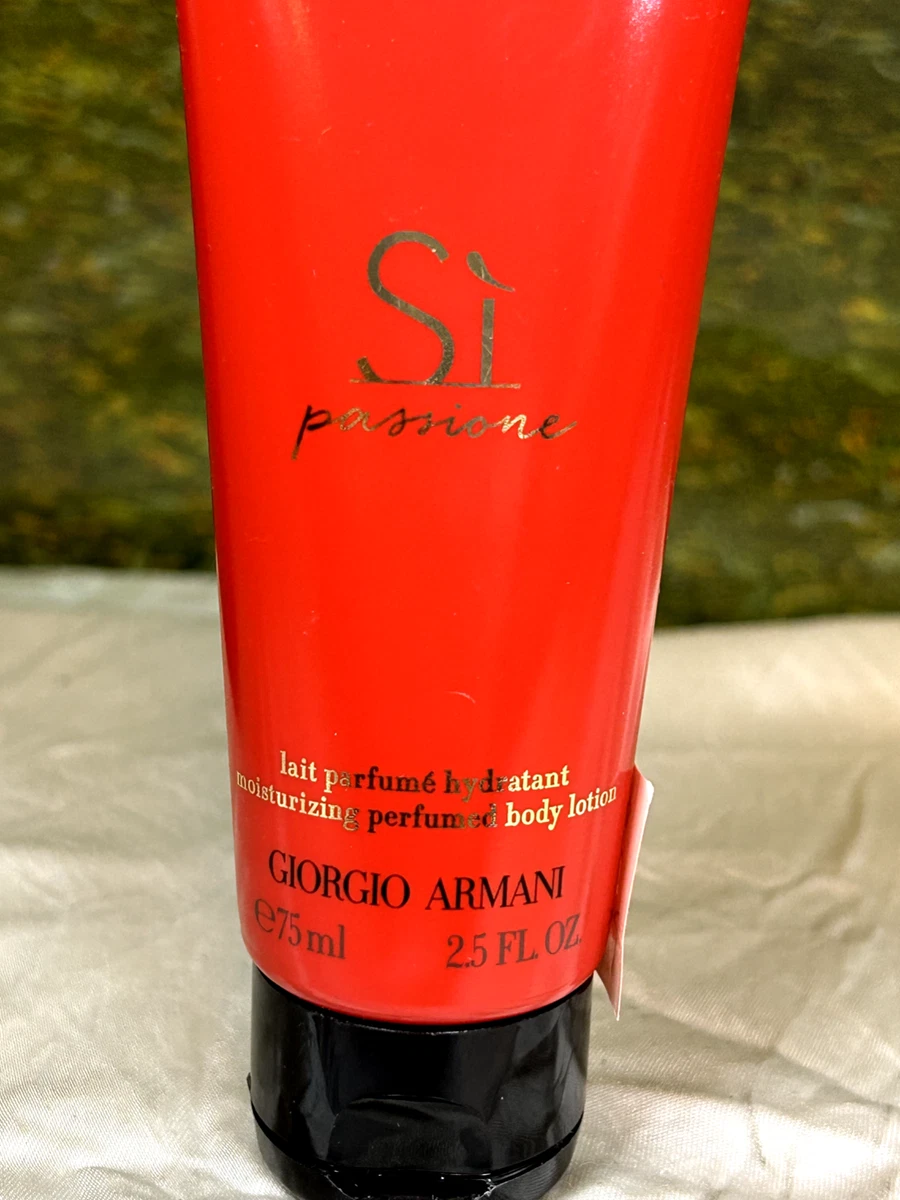 Sì
passione
lait parfumé hydratant
moisturizing perfumed body lotion
GIORGIO ARMANI
℮75ml 2.5 FL. OZ.